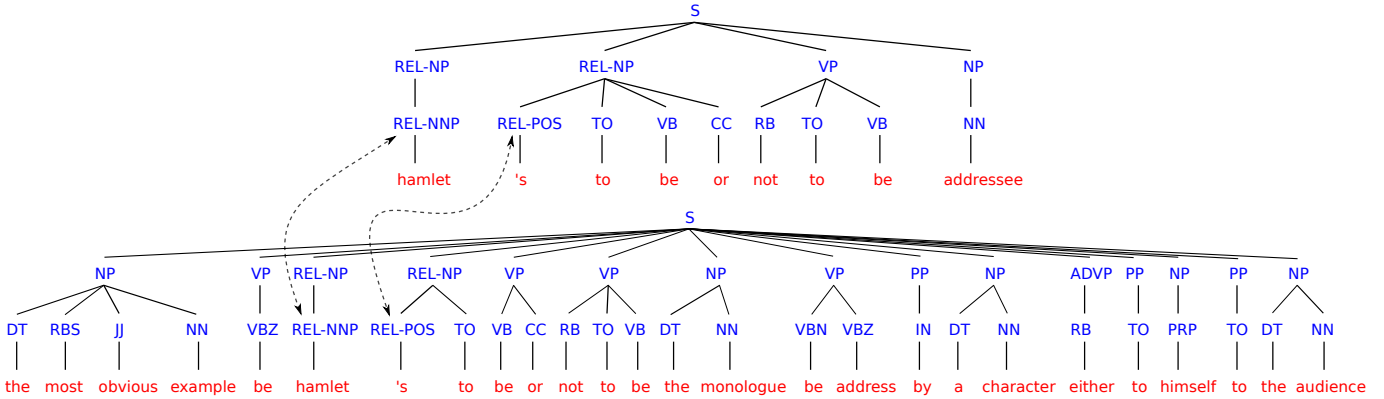 S
REL-NP REL-NP VP NP
REL-NNP REL-POS TO VB CC RB TO VB NN
hamlet 's to be or not to be addressee
S
NP VP REL-NP REL-NP VP VP NP VP PP NP ADVP PP NP PP NP
DT RBS JJ NN VBZ REL-NNP REL-POS TO VB CC RB TO VB DT NN VBN VBZ IN DT NN RB TO PRP TO DT NN
the most obvious example be hamlet 's to be or not to be the monologue be address by a character either to himself to the audience